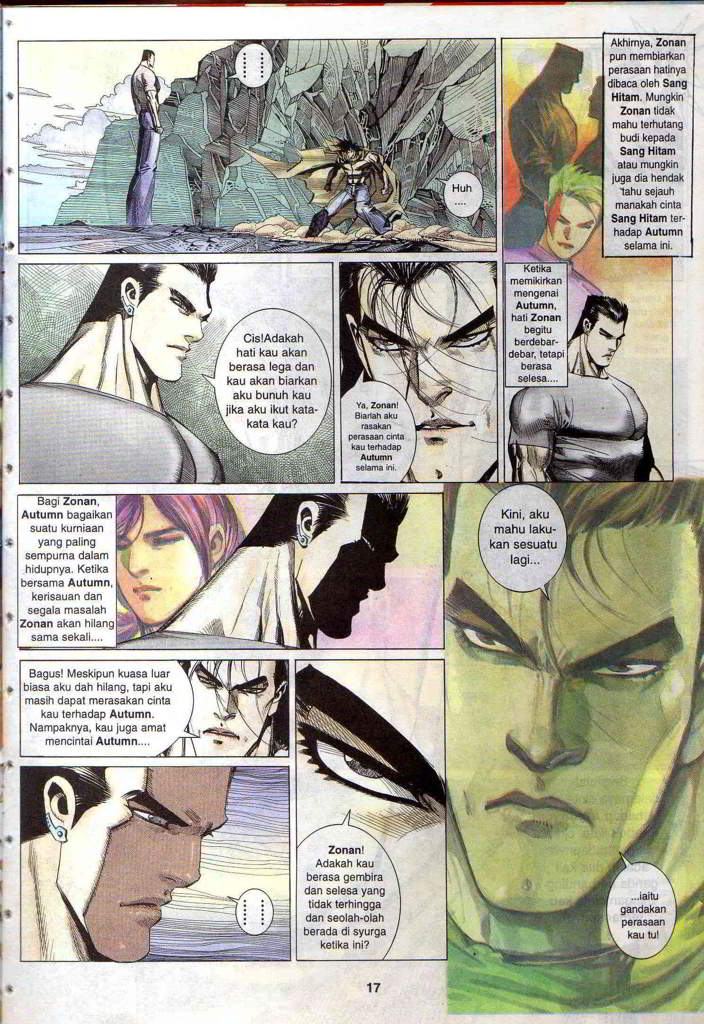 ....
Huh
....
Akhirnya, Zonan
pun membiarkan
perasaan hatinya
dibaca oleh Sang
Hitam. Mungkin
Zonan tidak
mahu terhutang
budi kepada
Sang Hitam
atau mungkin
juga dia hendak
'tahu sejauh
manakah cinta
Sang Hitam ter-
hadap Autumn
selama ini.
Cis!Adakah
hati kau akan
berasa lega dan
kau akan biarkan
aku bunuh kau
jika aku ikut kata-
kata kau?
Ya, Zonan!
Biarlah aku
rasakan
perasaan cinta
kau terhadap
Autumn
selama ini.
Ketika
memikirkan
mengenai
Autumn,
hati Zonan
begitu
berdebar-
debar, tetapi
berasa
selesa....
Bagi Zonan,
Autumn bagaikan
suatu kurniaan
yang paling
sempurna dalam
hidupnya. Ketika
bersama Autumn,
kerisauan dan
segala masalah
Zonan akan hilang
sama sekali....
Kini, aku
mahu laku-
kan sesuatu
lagi...
Bagus! Meskipun kuasa luar
biasa aku dah hilang, tapi aku
masih dapat merasakan cinta
kau terhadap Autumn.
Nampaknya, kau juga amat
mencintai Autumn....
....
Zonan!
Adakah kau
berasa gembira
dan selesa yang
tidak terhingga
dan seolah-olah
berada di syurga
ketika ini?
...iaitu
gandakan
perasaan
kau tu!
17